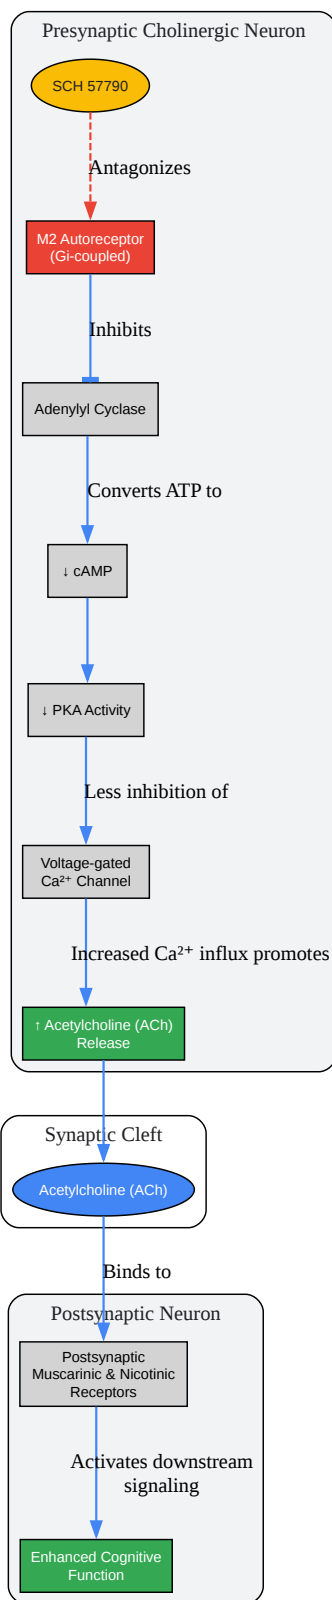 Presynaptic Cholinergic Neuron
SCH 57790
Antagonizes
M2 Autoreceptor
(Gi-coupled)
Inhibits
Adenylyl Cyclase
Converts ATP to
↓ cAMP
↓ PKA Activity
Less inhibition of
Voltage-gated
Ca²⁺ Channel
Increased Ca²⁺ influx promotes
↑ Acetylcholine (ACh)
Release
Synaptic Cleft
Acetylcholine (ACh)
Binds to
Postsynaptic Neuron
Postsynaptic
Muscarinic & Nicotinic
Receptors
Activates downstream
signaling
Enhanced Cognitive
Function